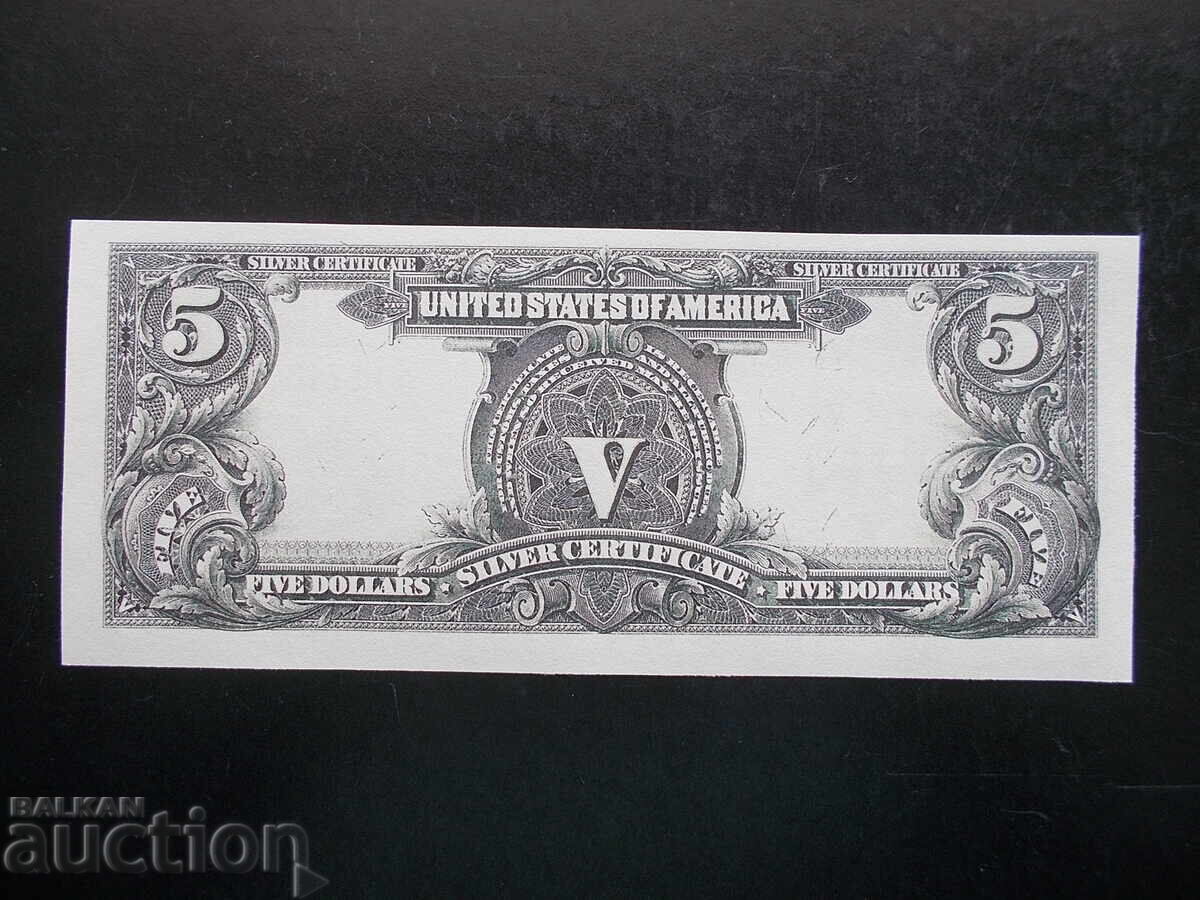 SILVER CERTIFICATE
SILVER CERTIFICATE
5
UNITED STATES OF AMERICA
5
V
FIVE
FIVE
SILVER CERTIFICATE
FIVE DOLLARS
FIVE DOLLARS
BALKAN
auction